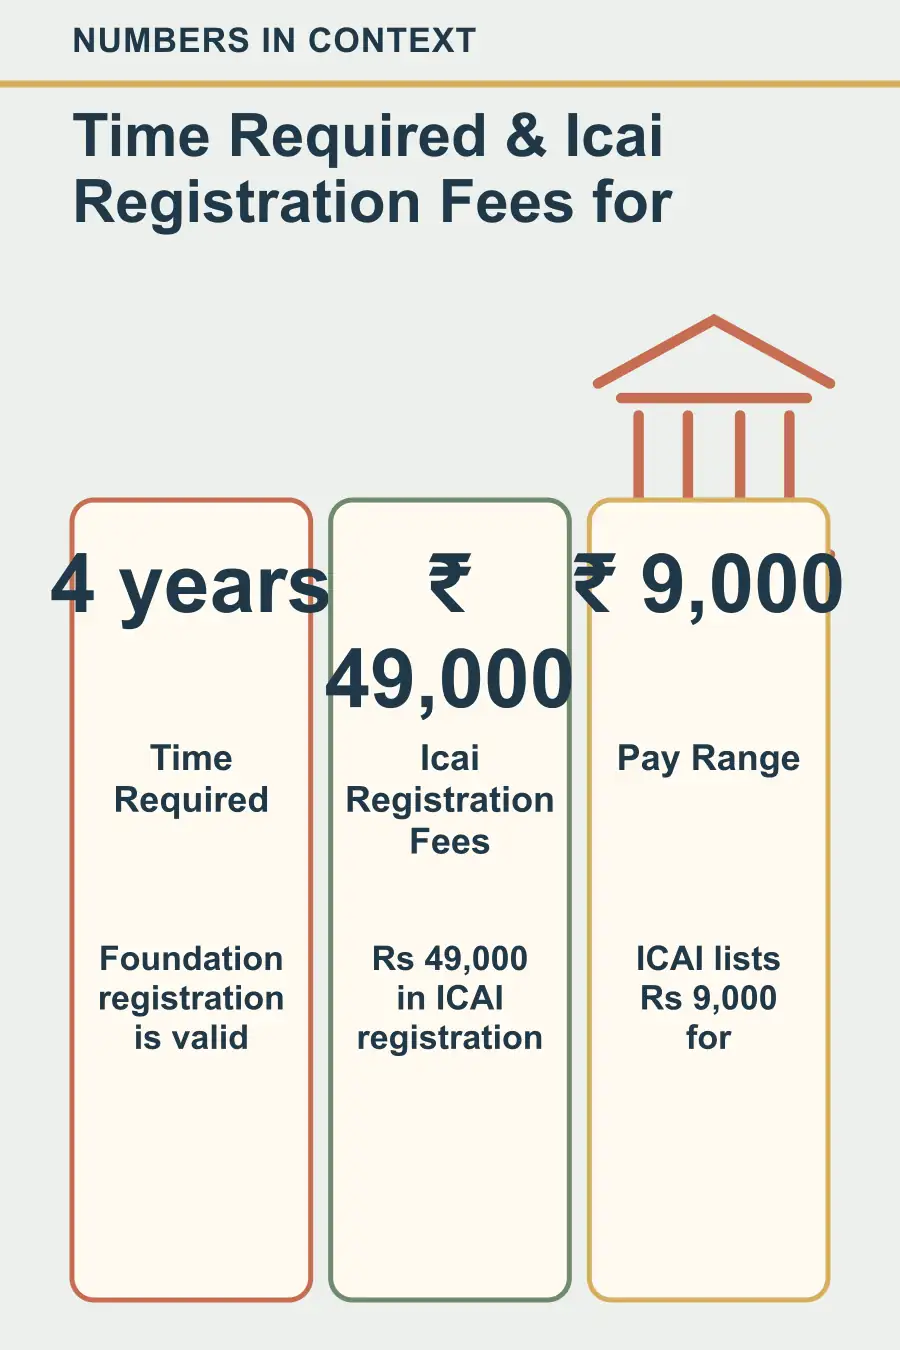 NUMBERS IN CONTEXT
Time Required & Icai
Registration Fees for
4 years
Time
Required
Foundation
registration
is valid
₹
49,000
Icai
Registration
Fees
Rs 49,000
in ICAI
registration
₹ 9,000
Pay Range
ICAI lists
Rs 9,000
for